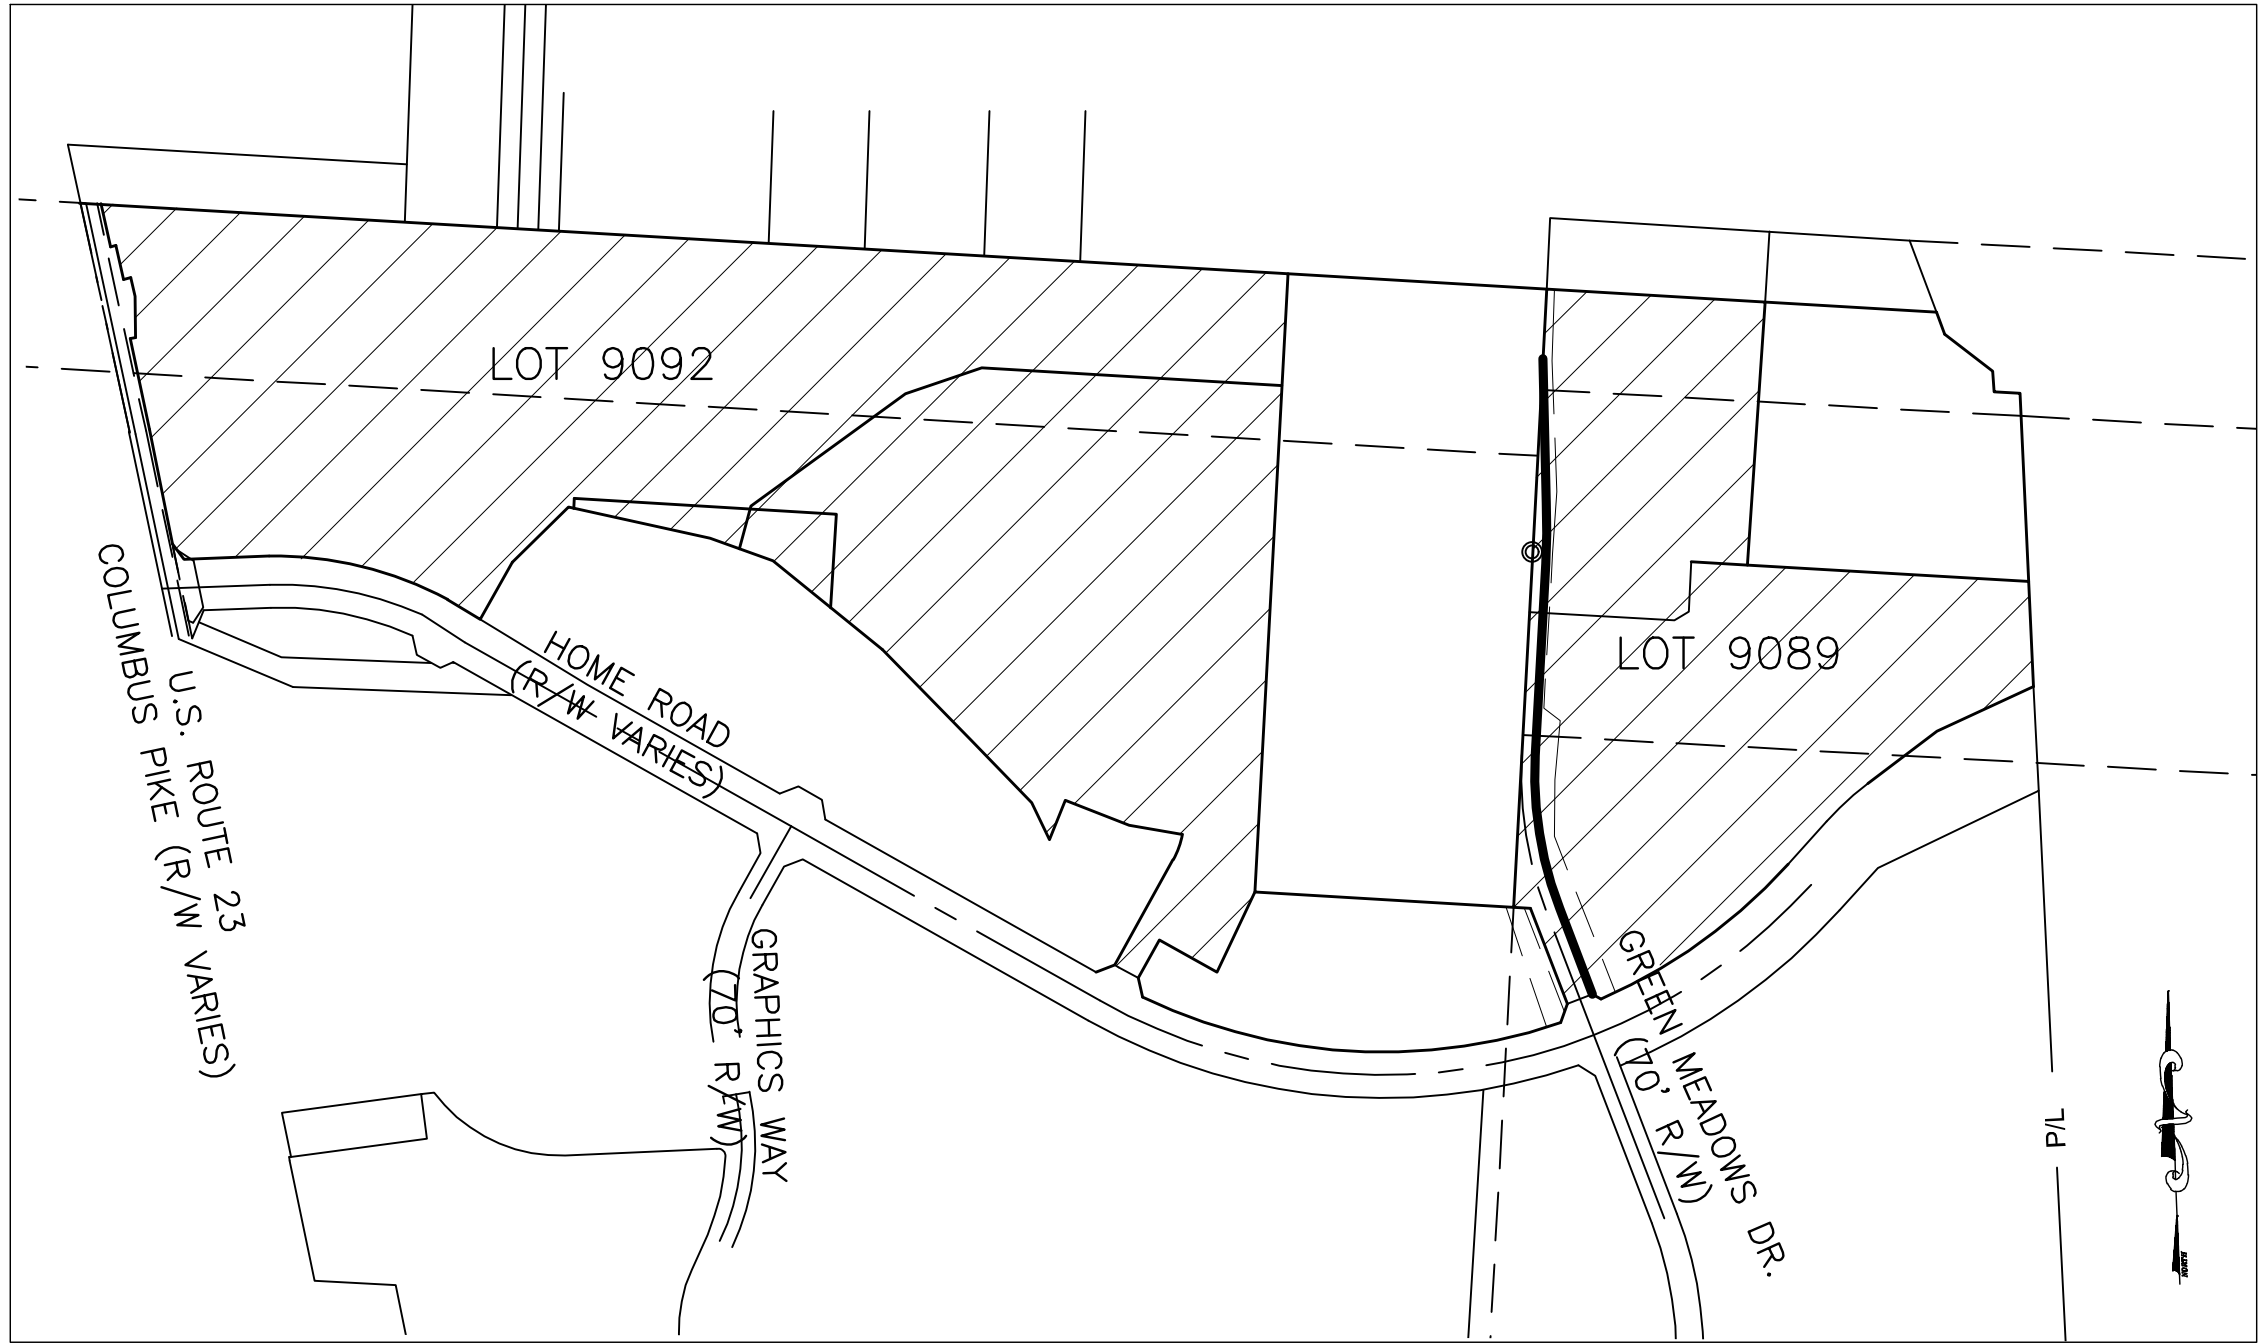 LOT 9092
LOT 9089
HOME ROAD
(R/W VARIES)
U.S. ROUTE 23
COLUMBUS PIKE (R/W VARIES)
GRAPHICS WAY
(70' R/W)
GREEN MEADOWS DR.
(70' R/W)
P/L
NORTH